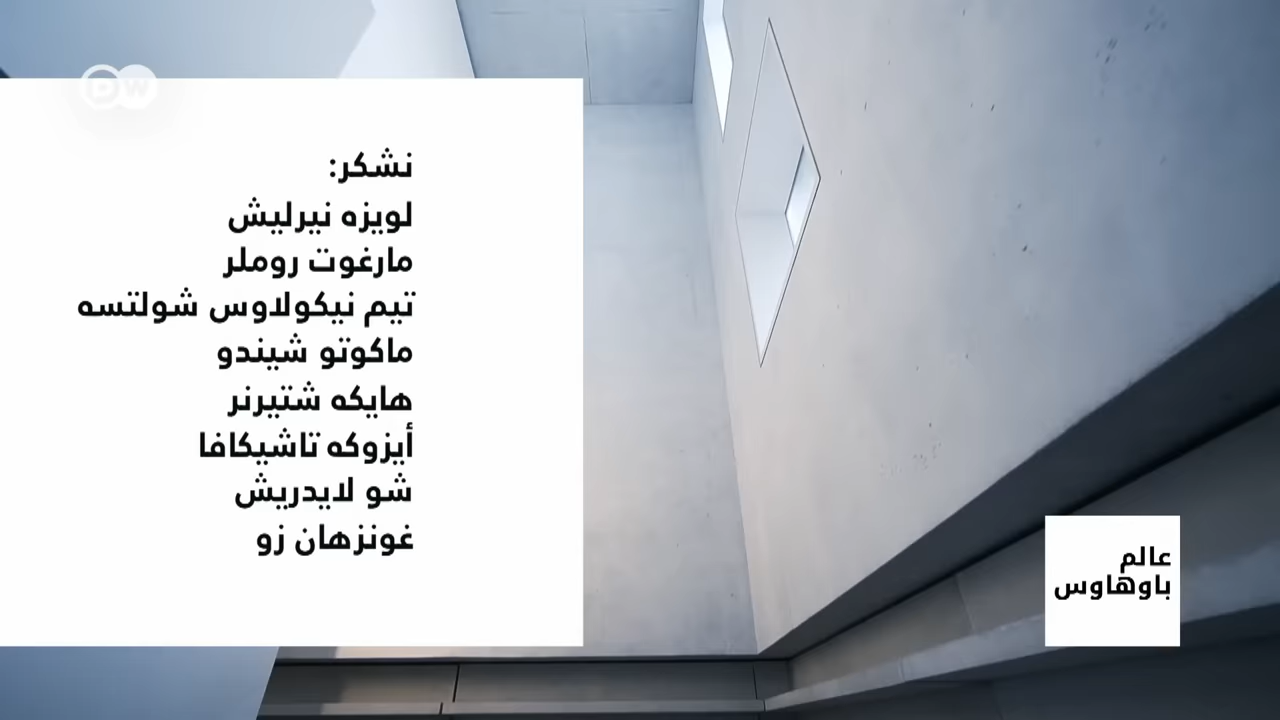 DW
نشكر:
لويزه نيرليش
مارغوت روملر
تيم نيكولاوس شولتسه
ماكوتو شيندو
هايكه شتيرنر
أيزوكه تاشيكافا
شو لايدريش
غونزهان زو
عالم
باوهاوس